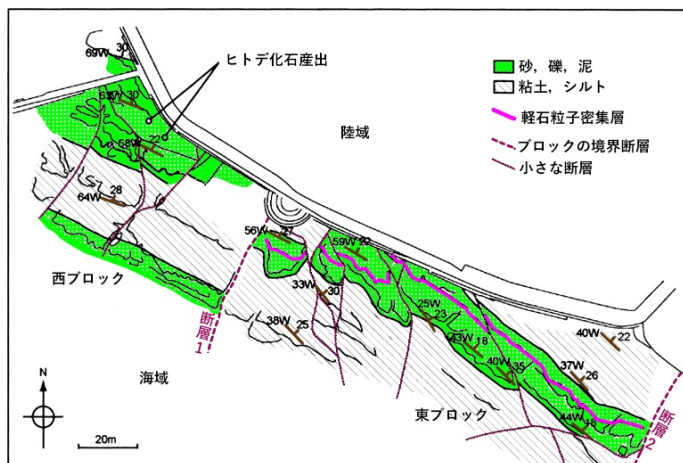 69W 30
ヒトデ化石産出
砂，礫，泥
粘土，シルト
軽石粒子密集層
ブロックの境界断層
小さな断層
陸域
63W 30
58W 22
64W 28
56W 27
59W 22
西ブロック
33W 30
25W 23
38W 25
43W 18
40W 22
37W 26
40W 35
断層1
海域
東ブロック
44W 16
断層2
N
20m